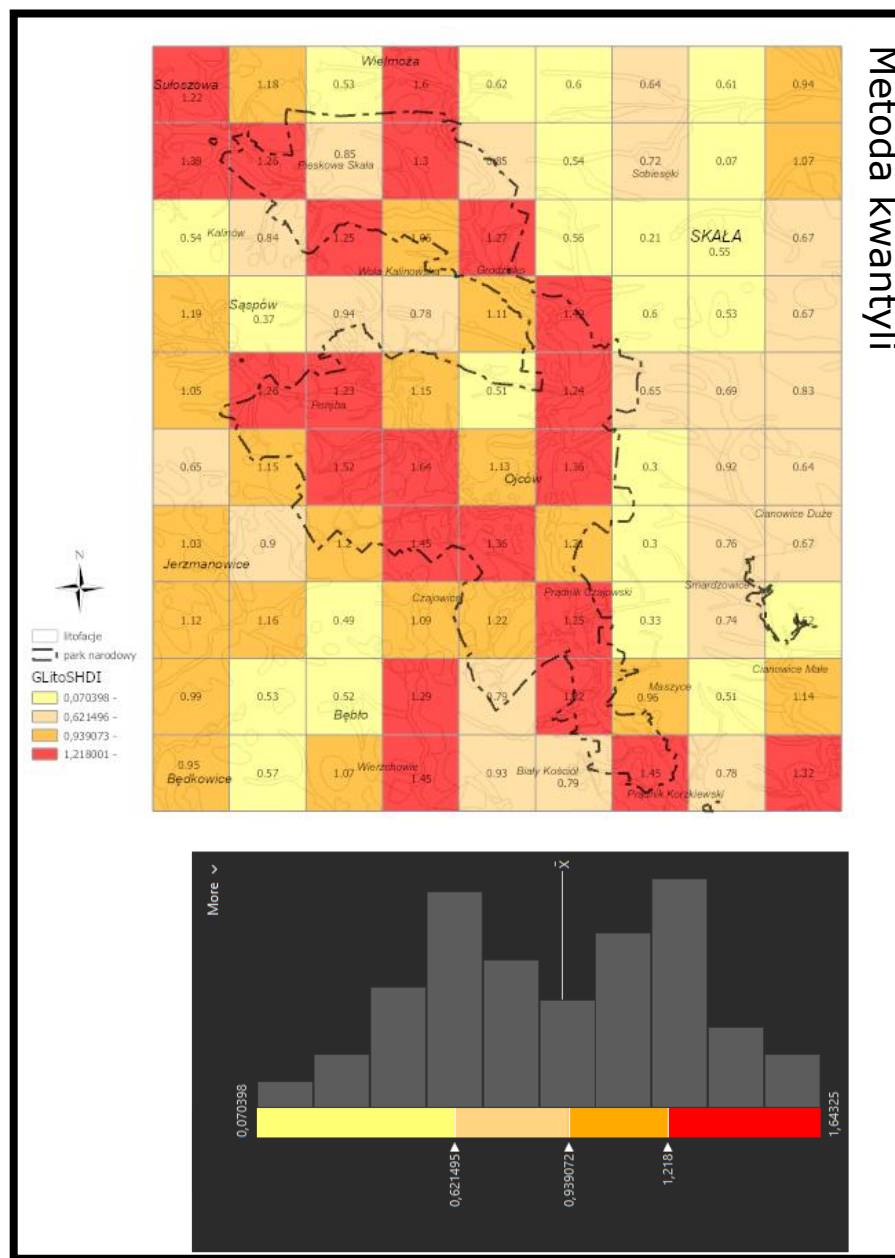 Metoda kwantyli
Wielmoża
Sułoszowa
1.22 1.18 0.53 1.6 0.62 0.6 0.64 0.61 0.94
1.39 1.26 0.85 1.3 0.85 0.54 0.72 0.07 1.07
Pieskowa Skała
Sobiesęki
0.54 0.84 1.25 1.06 1.27 0.56 0.21 0.55 0.67
Kalinów
SKAŁA
Wola Kalinowska
Grodzisko
Sąspów
1.19 0.37 0.94 0.78 1.11 0.6 0.53 0.67
1.05 1.26 1.23 1.15 0.51 1.24 0.65 0.69 0.83
Poręba
0.65 1.15 1.52 1.64 1.13 1.36 0.3 0.92 0.64
Ojców
Cianowice Duże
1.03 0.9 1.2 1.45 1.36 1.21 0.3 0.76 0.67
Jerzmanowice
Smardzowice
Prądnik Czajowski
Czajowice
1.12 1.16 0.49 1.09 1.22 1.25 0.33 0.74
Cianowice Małe
Maszyce
0.99 0.53 0.52 1.29 0.79 0.96 0.51 1.14
Bębło
0.95 0.57 1.07 1.45 0.93 0.79 1.45 0.78 1.32
Będkowice
Wierzchowie
Biały Kościół
Prądnik Korzkiewski
N
litofacje
park narodowy
GLitoSHDI
0,070398 -
0,621496 -
0,939073 -
1,218001 -
More
x̄
0,070398
1,64325
0,621495
0,939072
1,218